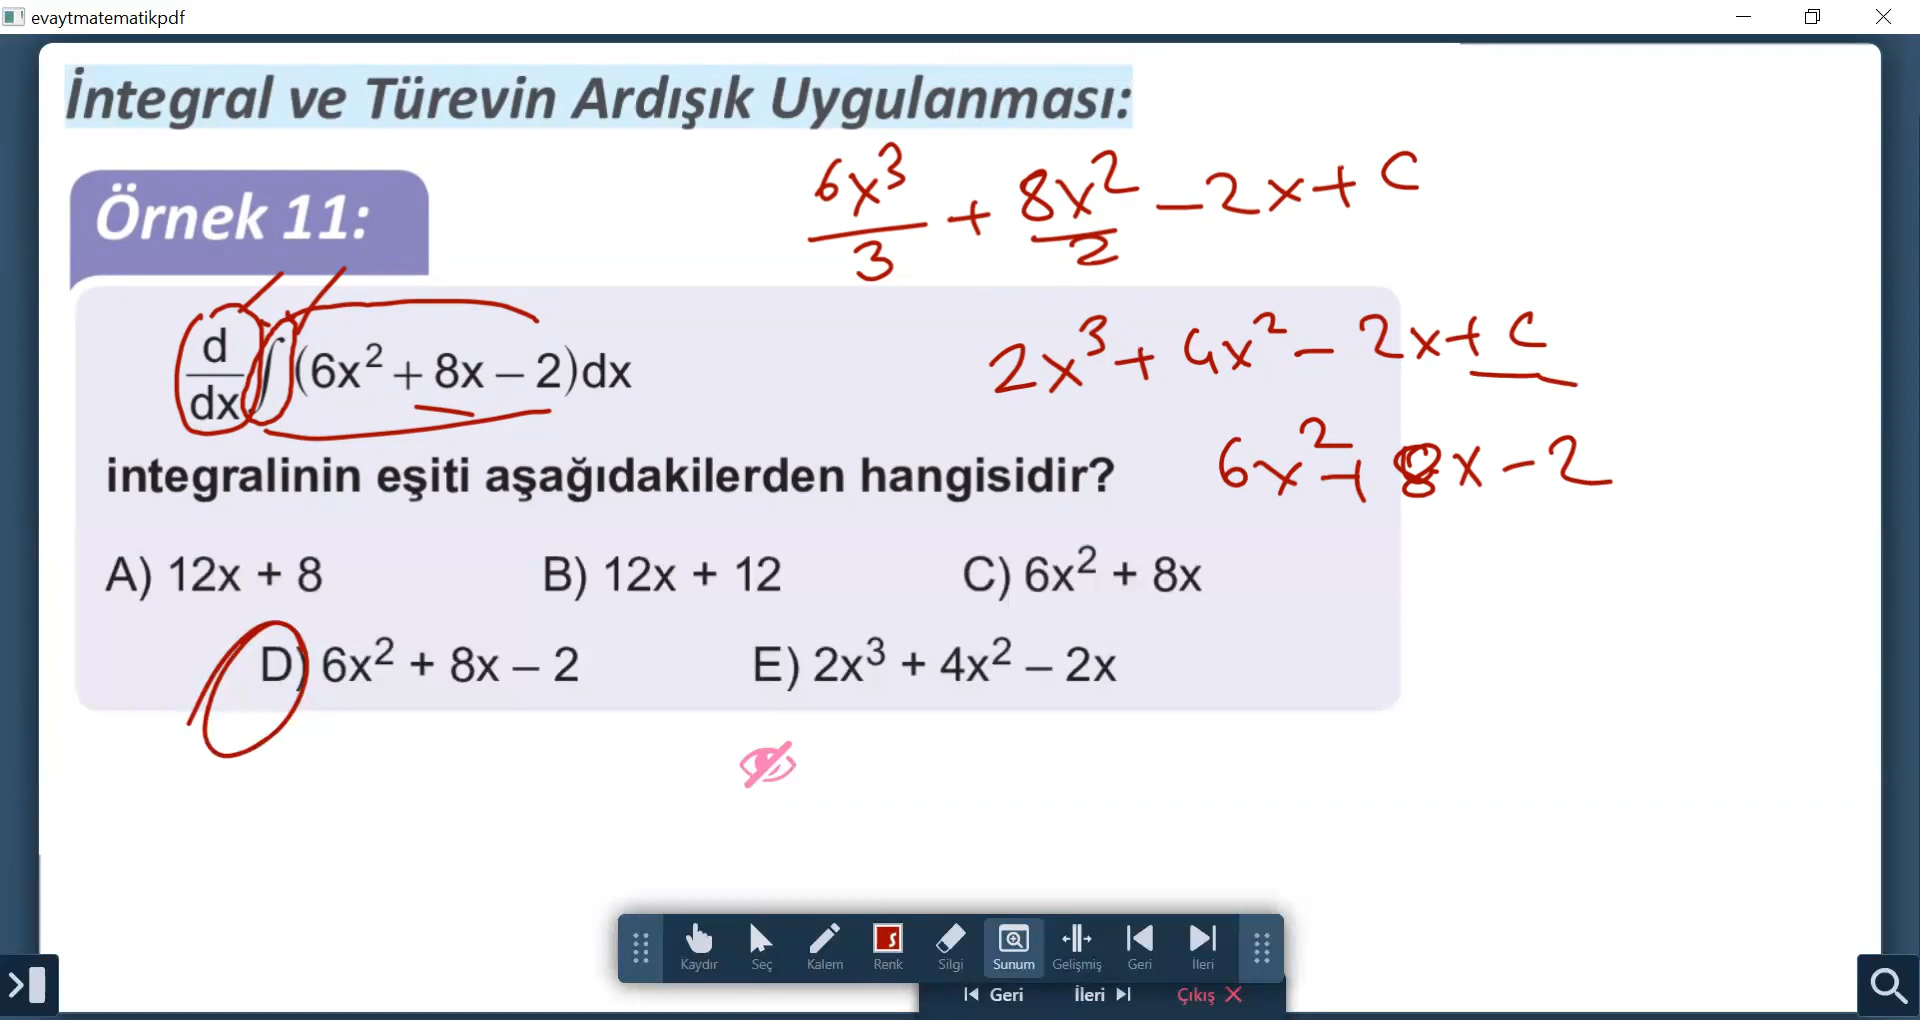 evaytmatematikpdf
İntegral ve Türevin Ardışık Uygulanması:
Örnek 11:
6x³/3 + 8x²/2 − 2x + C
d/dx ∫(6x² + 8x − 2)dx
2x³ + 4x² − 2x + C
integralinin eşiti aşağıdakilerden hangisidir?
6x² + 8x − 2
A) 12x + 8 B) 12x + 12 C) 6x² + 8x
D) 6x² + 8x – 2 E) 2x³ + 4x² – 2x
Kaydır Seç Kalem Renk Silgi Sunum Gelişmiş Geri İleri
Geri İleri Çıkış